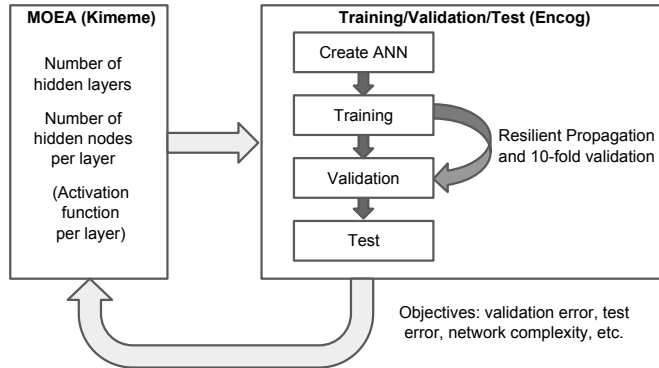 MOEA (Kimeme)
Number of
hidden layers
Number of
hidden nodes
per layer
(Activation
function
per layer)
Training/Validation/Test (Encog)
Create ANN
Training
Validation
Test
Resilient Propagation
and 10-fold validation
Objectives: validation error, test
error, network complexity, etc.